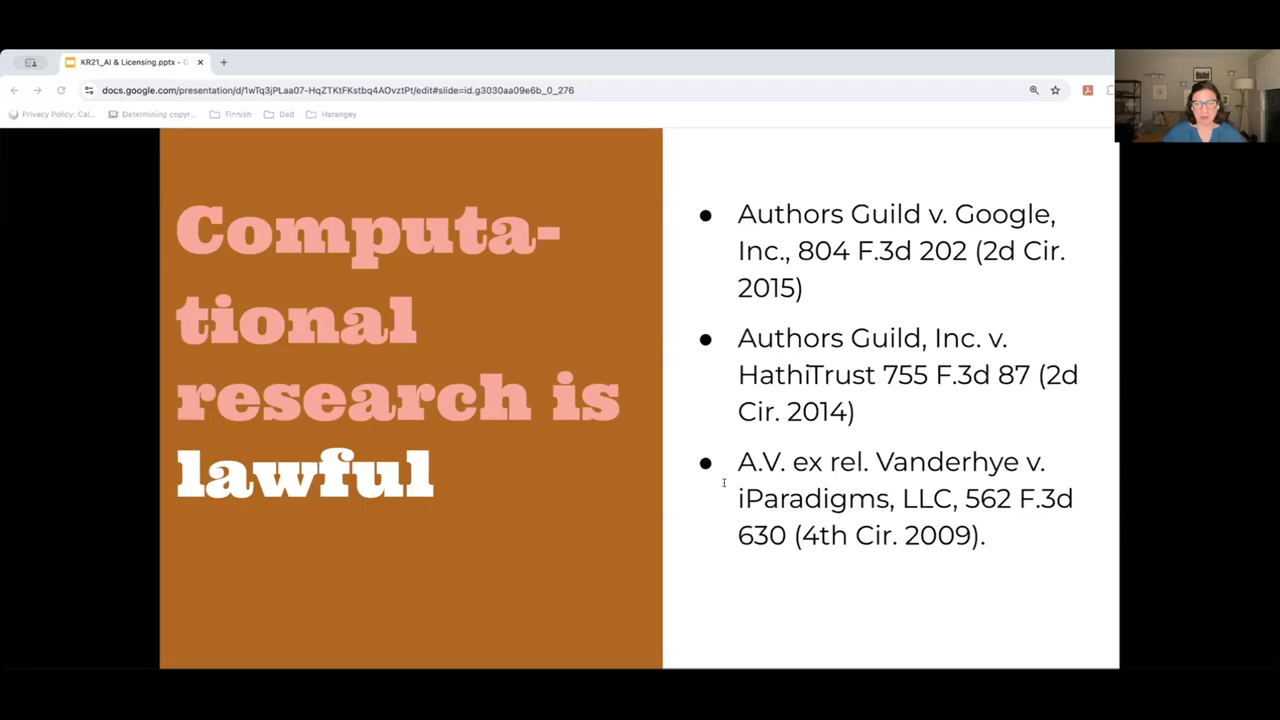 KR21_AI & Licensing.pptx - G
docs.google.com/presentation/d/1wTq3jPLaa07-HqZTKtFKstbq4AOvztPt/edit#slide=id.g3030aa09e6b_0_276
Privacy Policy: Cal...
Determining copyr...
Finnish
Dad
Harangey
Computa-
tional
research is
lawful
● Authors Guild v. Google,
Inc., 804 F.3d 202 (2d Cir.
2015)
● Authors Guild, Inc. v.
HathiTrust 755 F.3d 87 (2d
Cir. 2014)
● A.V. ex rel. Vanderhye v.
iParadigms, LLC, 562 F.3d
630 (4th Cir. 2009).